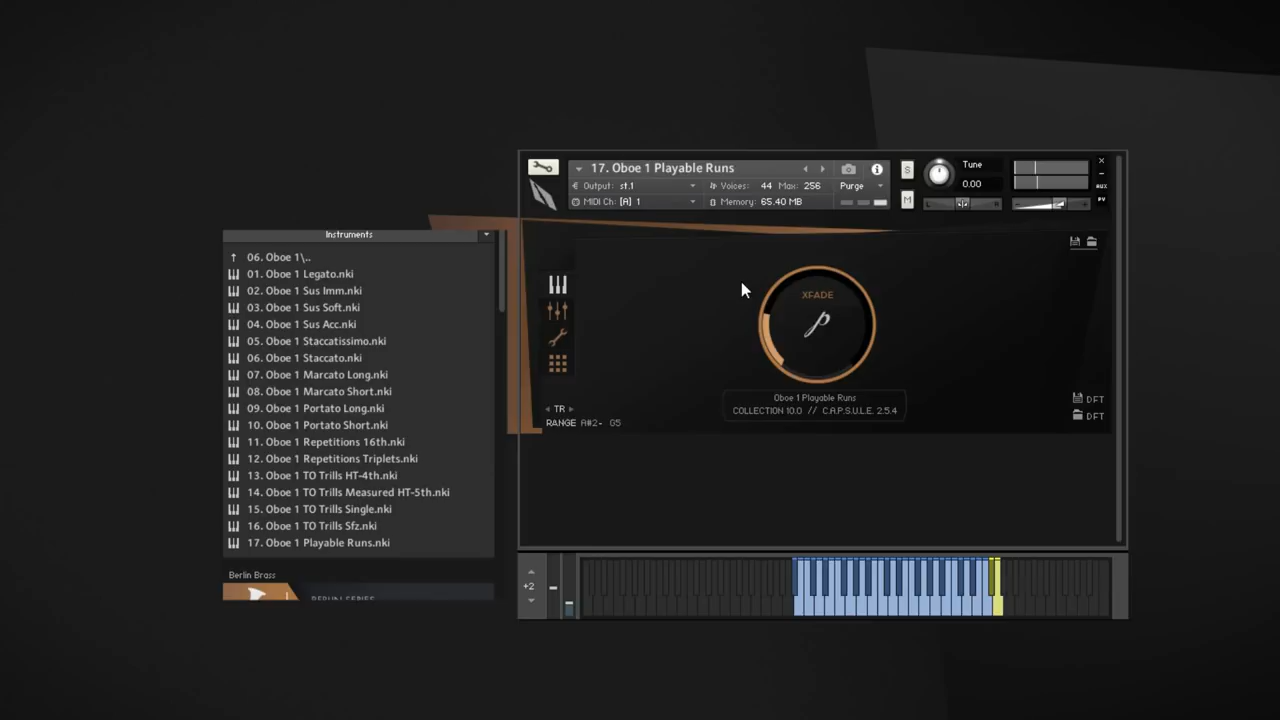 Instruments
06. Oboe 1\..
01. Oboe 1 Legato.nki
02. Oboe 1 Sus Imm.nki
03. Oboe 1 Sus Soft.nki
04. Oboe 1 Sus Acc.nki
05. Oboe 1 Staccatissimo.nki
06. Oboe 1 Staccato.nki
07. Oboe 1 Marcato Long.nki
08. Oboe 1 Marcato Short.nki
09. Oboe 1 Portato Long.nki
10. Oboe 1 Portato Short.nki
11. Oboe 1 Repetitions 16th.nki
12. Oboe 1 Repetitions Triplets.nki
13. Oboe 1 TO Trills HT-4th.nki
14. Oboe 1 TO Trills Measured HT-5th.nki
15. Oboe 1 TO Trills Single.nki
16. Oboe 1 TO Trills Sfz.nki
17. Oboe 1 Playable Runs.nki
Berlin Brass
17. Oboe 1 Playable Runs
Output: st.1 Voices: 44 Max: 256 Purge
MIDI Ch: [A] 1 Memory: 65.40 MB
S
M
Tune
0.00
L R
aux
pv
XFADE
p
Oboe 1 Playable Runs
COLLECTION 10.0 // C.A.P.S.U.L.E. 2.5.4
TR
RANGE A#2- G5
DFT
DFT
+2